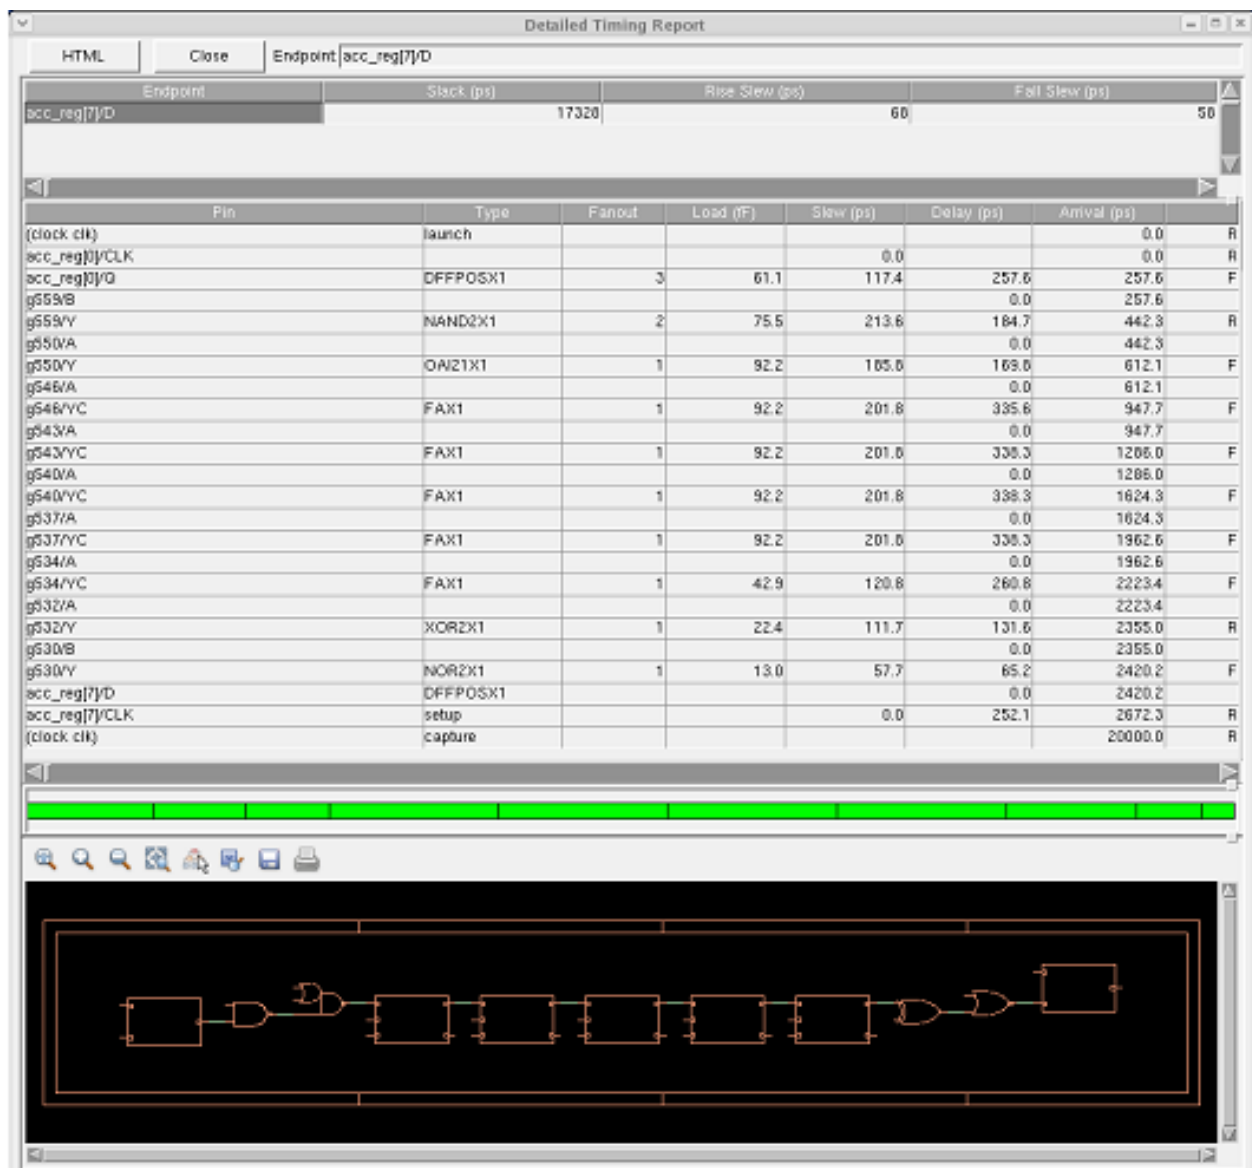 Detailed Timing Report
HTML Close Endpoint acc_reg[7]/D
Endpoint Slack (ps) Rise Slew (ps) Fall Slew (ps)
acc_reg[7]/D 17328 60 50
Pin Type Fanout Load (fF) Slew (ps) Delay (ps) Arrival (ps)
(clock clk) launch 0.0 R
acc_reg[0]/CLK 0.0 0.0 R
acc_reg[0]/Q DFFPOSX1 3 61.1 117.4 257.6 257.6 F
g559/B 0.0 257.6
g559/Y NAND2X1 2 75.5 213.6 184.7 442.3 R
g550/A 0.0 442.3
g550/Y OAI21X1 1 92.2 185.8 169.8 612.1 F
g546/A 0.0 612.1
g546/YC FAX1 1 92.2 201.8 335.6 947.7 F
g543/A 0.0 947.7
g543/YC FAX1 1 92.2 201.8 338.3 1286.0 F
g540/A 0.0 1286.0
g540/YC FAX1 1 92.2 201.8 338.3 1624.3 F
g537/A 0.0 1624.3
g537/YC FAX1 1 92.2 201.8 338.3 1962.6 F
g534/A 0.0 1962.6
g534/YC FAX1 1 42.9 120.8 260.8 2223.4 F
g532/A 0.0 2223.4
g532/Y XOR2X1 1 22.4 111.7 131.6 2355.0 R
g530/B 0.0 2355.0
g530/Y NOR2X1 1 13.0 57.7 65.2 2420.2 F
acc_reg[7]/D DFFPOSX1 0.0 2420.2
acc_reg[7]/CLK setup 0.0 252.1 2672.3 R
(clock clk) capture 20000.0 R